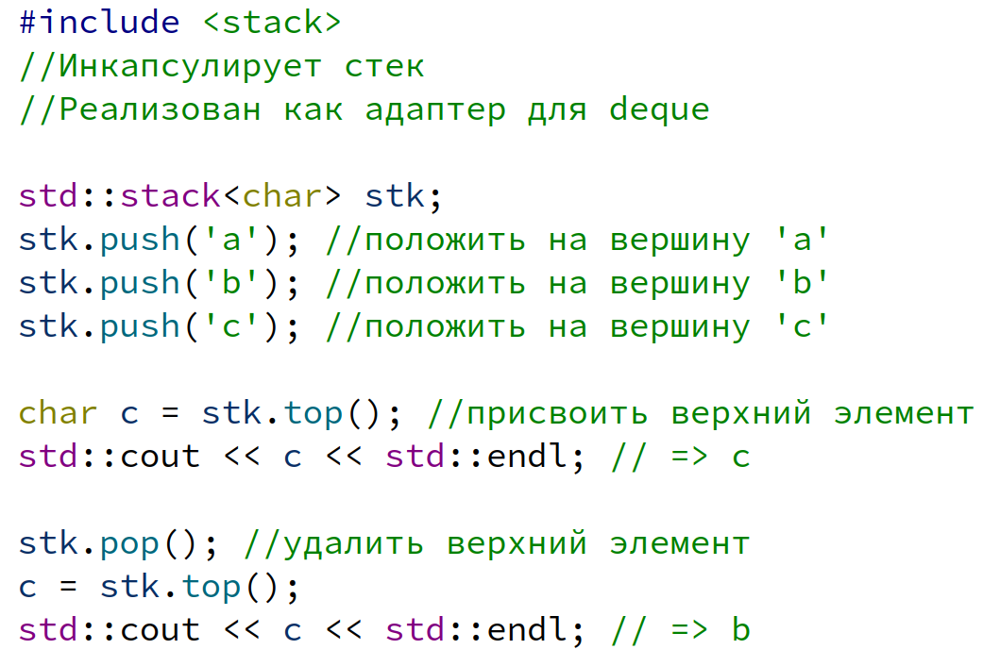 #include <stack>
//Инкапсулирует стек
//Реализован как адаптер для deque
std::stack<char> stk;
stk.push('a'); //положить на вершину 'a'
stk.push('b'); //положить на вершину 'b'
stk.push('c'); //положить на вершину 'c'
char c = stk.top(); //присвоить верхний элемент
std::cout << c << std::endl; // => c
stk.pop(); //удалить верхний элемент
c = stk.top();
std::cout << c << std::endl; // => b